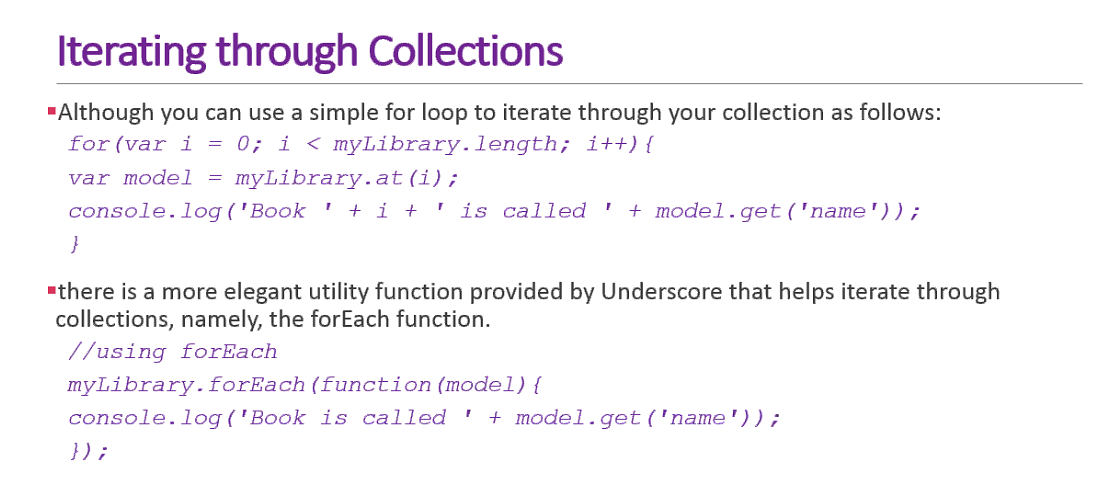 Iterating through Collections
Although you can use a simple for loop to iterate through your collection as follows:
for(var i = 0; i < myLibrary.length; i++){
var model = myLibrary.at(i);
console.log('Book ' + i + ' is called ' + model.get('name'));
}
there is a more elegant utility function provided by Underscore that helps iterate through
collections, namely, the forEach function.
//using forEach
myLibrary.forEach(function(model){
console.log('Book is called ' + model.get('name'));
});